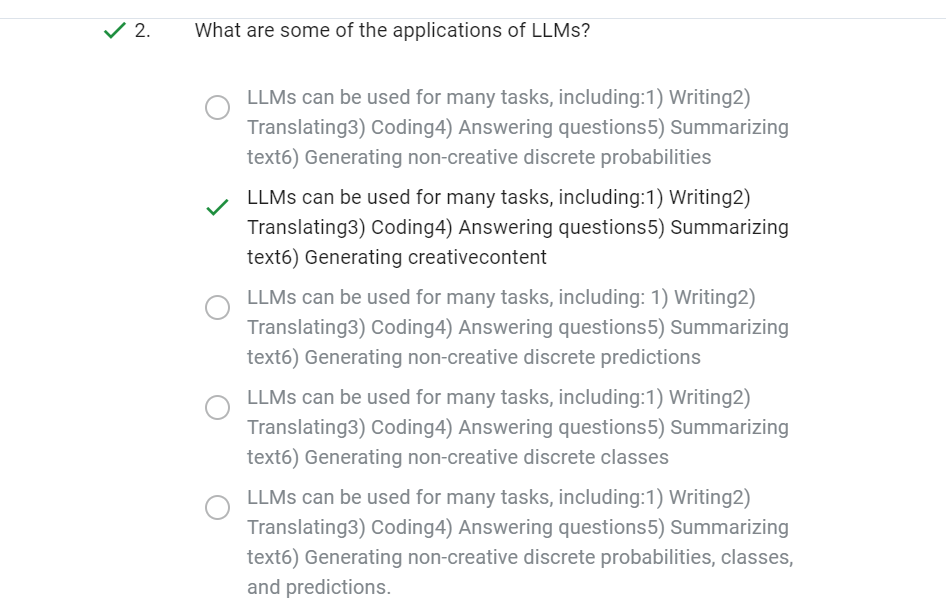 2. What are some of the applications of LLMs?
LLMs can be used for many tasks, including:1) Writing2)
Translating3) Coding4) Answering questions5) Summarizing
text6) Generating non-creative discrete probabilities
LLMs can be used for many tasks, including:1) Writing2)
Translating3) Coding4) Answering questions5) Summarizing
text6) Generating creativecontent
LLMs can be used for many tasks, including: 1) Writing2)
Translating3) Coding4) Answering questions5) Summarizing
text6) Generating non-creative discrete predictions
LLMs can be used for many tasks, including:1) Writing2)
Translating3) Coding4) Answering questions5) Summarizing
text6) Generating non-creative discrete classes
LLMs can be used for many tasks, including:1) Writing2)
Translating3) Coding4) Answering questions5) Summarizing
text6) Generating non-creative discrete probabilities, classes,
and predictions.